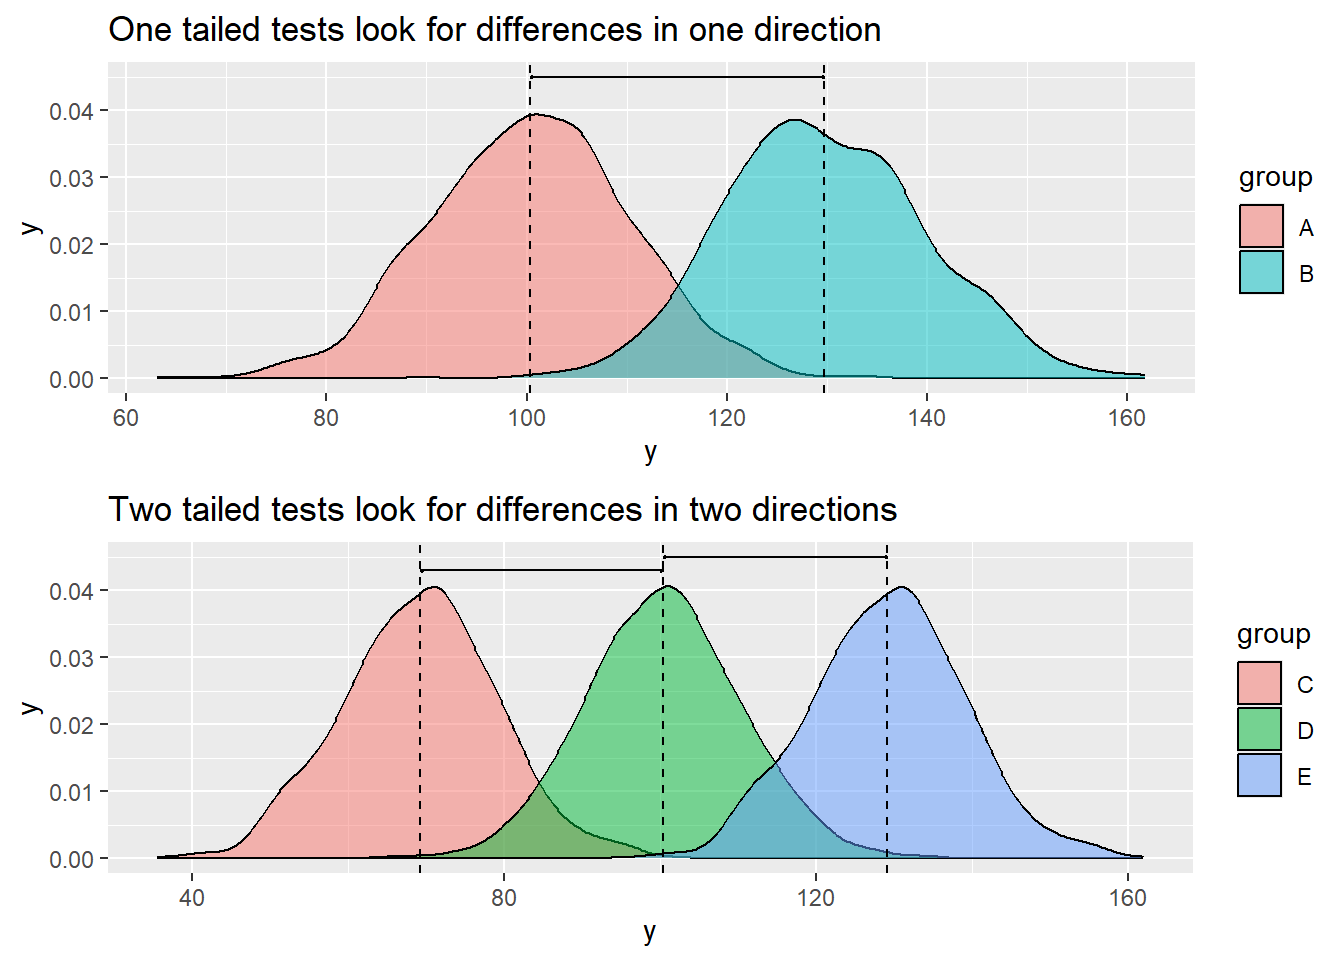 One tailed tests look for differences in one direction
y
0.04
0.03
0.02
0.01
0.00
60 80 100 120 140 160
y
group
A
B
Two tailed tests look for differences in two directions
y
0.04
0.03
0.02
0.01
0.00
40 80 120 160
y
group
C
D
E